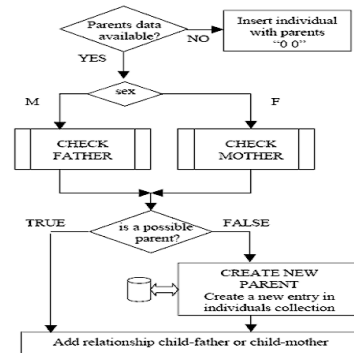 Parents data
available?
NO
Insert individual
with parents
“0 0”
YES
sex
M
F
CHECK
FATHER
CHECK
MOTHER
TRUE
is a possible
parent?
FALSE
CREATE NEW
PARENT
Create a new entry in
individuals collection
Add relationship child-father or child-mother